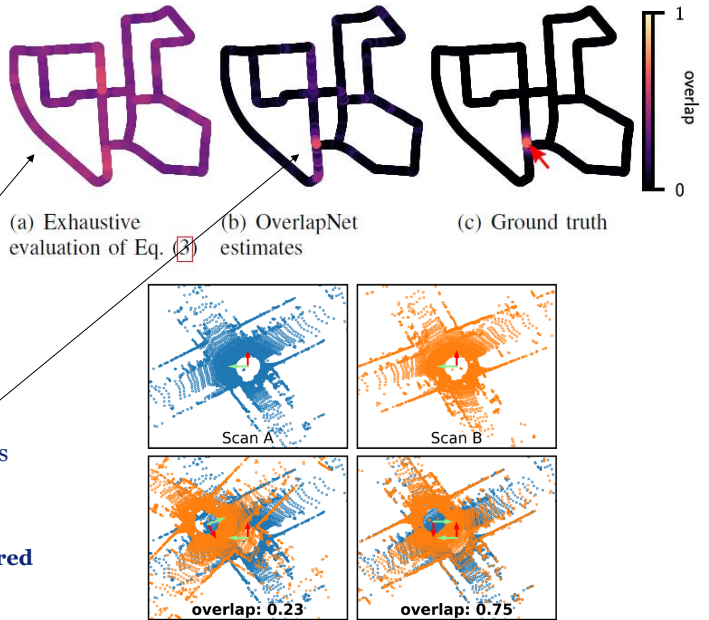 1
overlap
0
(a) Exhaustive
evaluation of Eq. (3)
(b) OverlapNet
estimates
(c) Ground truth
Scan A
Scan B
s
red
overlap: 0.23
overlap: 0.75